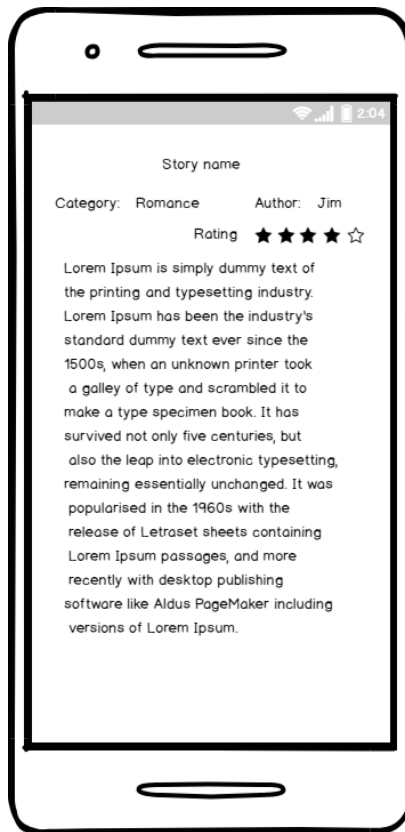 2:04
Story name
Category: Romance Author: Jim
Rating
Lorem Ipsum is simply dummy text of
the printing and typesetting industry.
Lorem Ipsum has been the industry's
standard dummy text ever since the
1500s, when an unknown printer took
a galley of type and scrambled it to
make a type specimen book. It has
survived not only five centuries, but
also the leap into electronic typesetting,
remaining essentially unchanged. It was
popularised in the 1960s with the
release of Letraset sheets containing
Lorem Ipsum passages, and more
recently with desktop publishing
software like Aldus PageMaker including
versions of Lorem Ipsum.